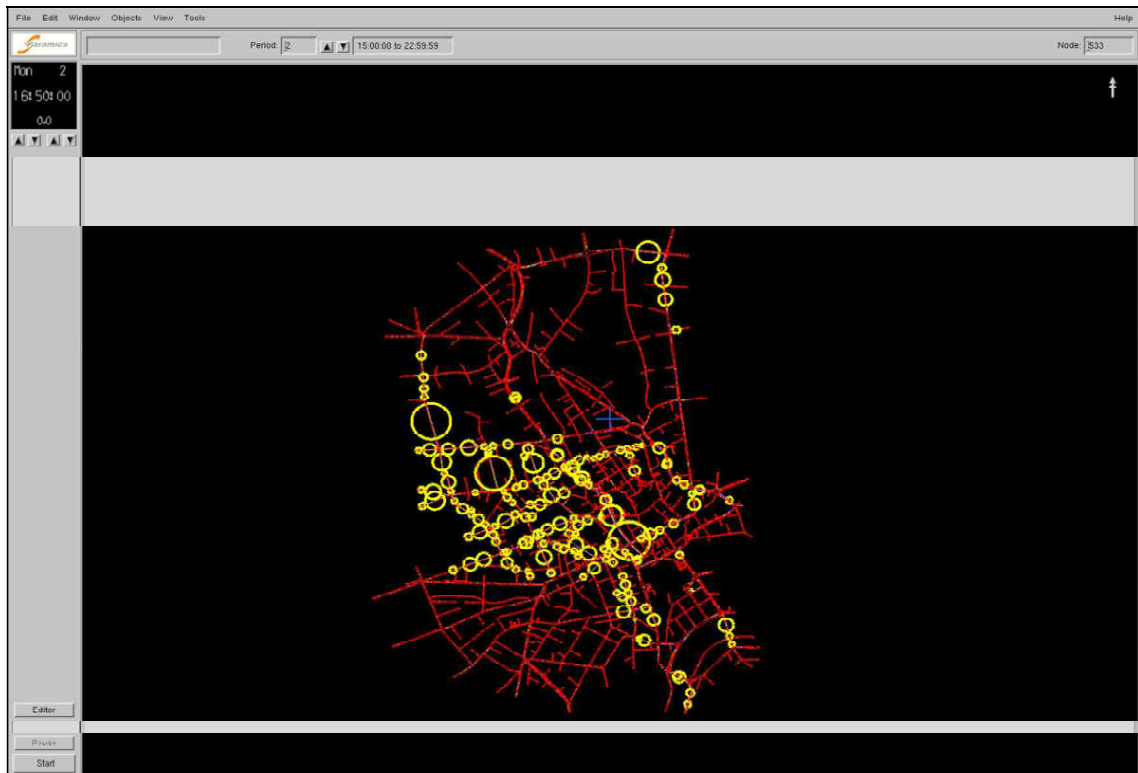 File Edit Window Objects View Tools Help
Paramics Period: 2 15:00:00 to 22:59:59 Node: 533
Mon 2
16:50:00
0.0
Editor
Pause
Start